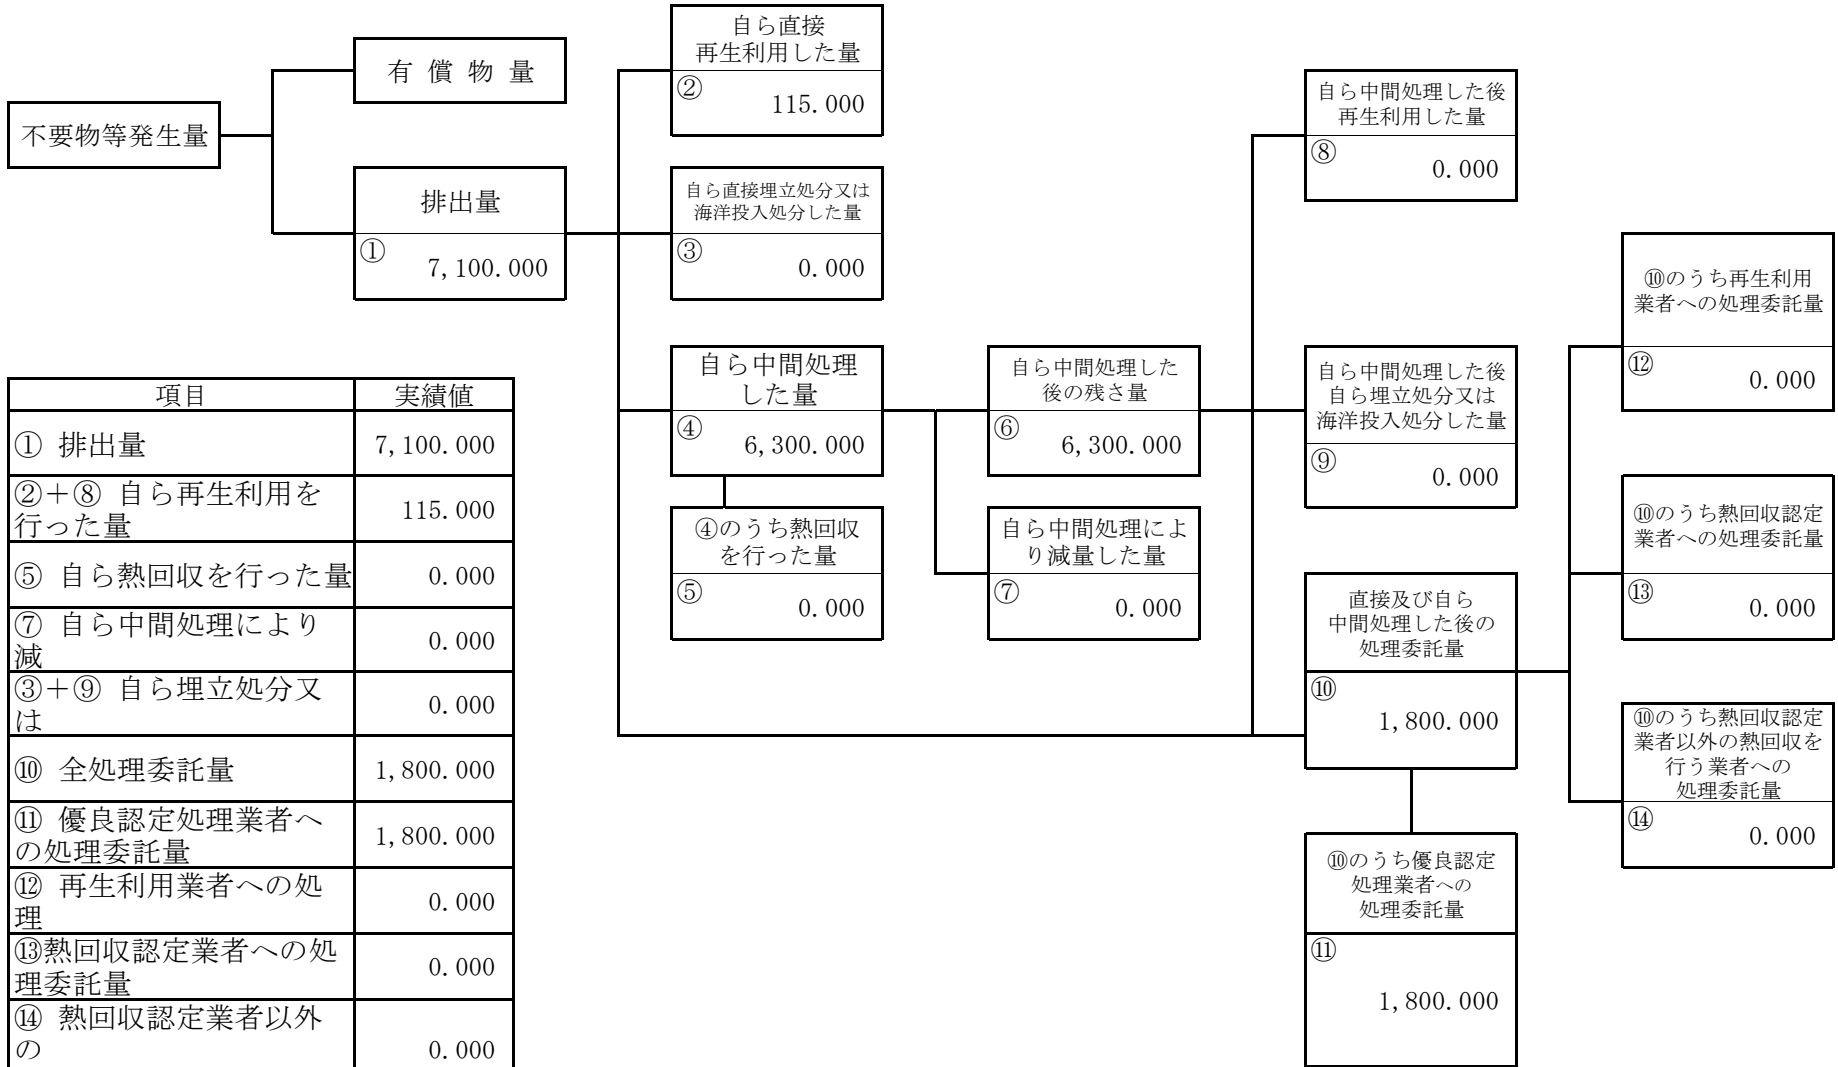 不要物等発生量
有 償 物 量
排出量
①
7,100.000
自ら直接
再生利用した量
②
115.000
自ら直接埋立処分又は
海洋投入処分した量
③
0.000
自ら中間処理
した量
④
6,300.000
④のうち熱回収
を行った量
⑤
0.000
自ら中間処理した
後の残さ量
⑥
6,300.000
自ら中間処理によ
り減量した量
⑦
0.000
自ら中間処理した後
再生利用した量
⑧
0.000
自ら中間処理した後
自ら埋立処分又は
海洋投入処分した量
⑨
0.000
直接及び自ら
中間処理した後の
処理委託量
⑩
1,800.000
⑩のうち優良認定
処理業者への
処理委託量
⑪
1,800.000
⑩のうち再生利用
業者への処理委託量
⑫
0.000
⑩のうち熱回収認定
業者への処理委託量
⑬
0.000
⑩のうち熱回収認定
業者以外の熱回収を
行う業者への
処理委託量
⑭
0.000
項目 実績値
① 排出量 7,100.000
②+⑧ 自ら再生利用を
行った量 115.000
⑤ 自ら熱回収を行った量 0.000
⑦ 自ら中間処理により
減 0.000
③+⑨ 自ら埋立処分又
は 0.000
⑩ 全処理委託量 1,800.000
⑪ 優良認定処理業者へ
の処理委託量 1,800.000
⑫ 再生利用業者への処
理 0.000
⑬熱回収認定業者への処
理委託量 0.000
⑭ 熱回収認定業者以外
の 0.000